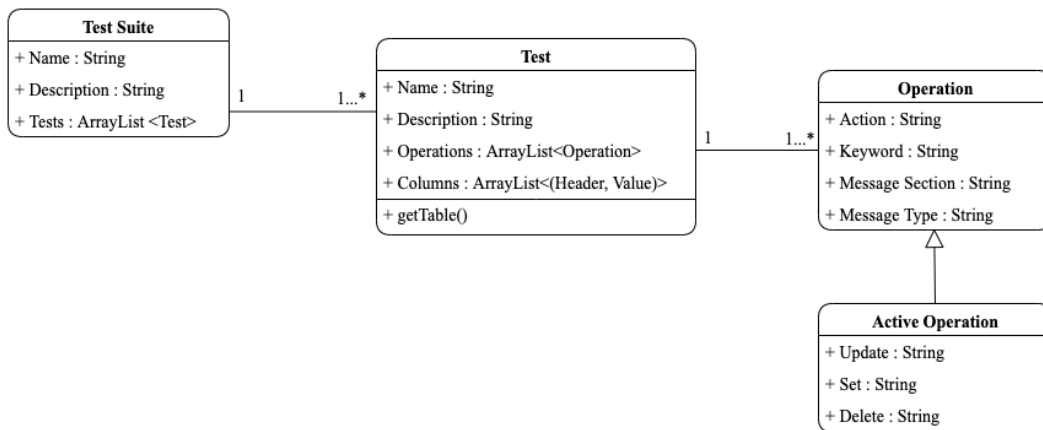 Test Suite
+ Name : String
+ Description : String
+ Tests : ArrayList <Test>
1
1...*
Test
+ Name : String
+ Description : String
+ Operations : ArrayList<Operation>
+ Columns : ArrayList<(Header, Value)>
+ getTable()
1
1...*
Operation
+ Action : String
+ Keyword : String
+ Message Section : String
+ Message Type : String
Active Operation
+ Update : String
+ Set : String
+ Delete : String